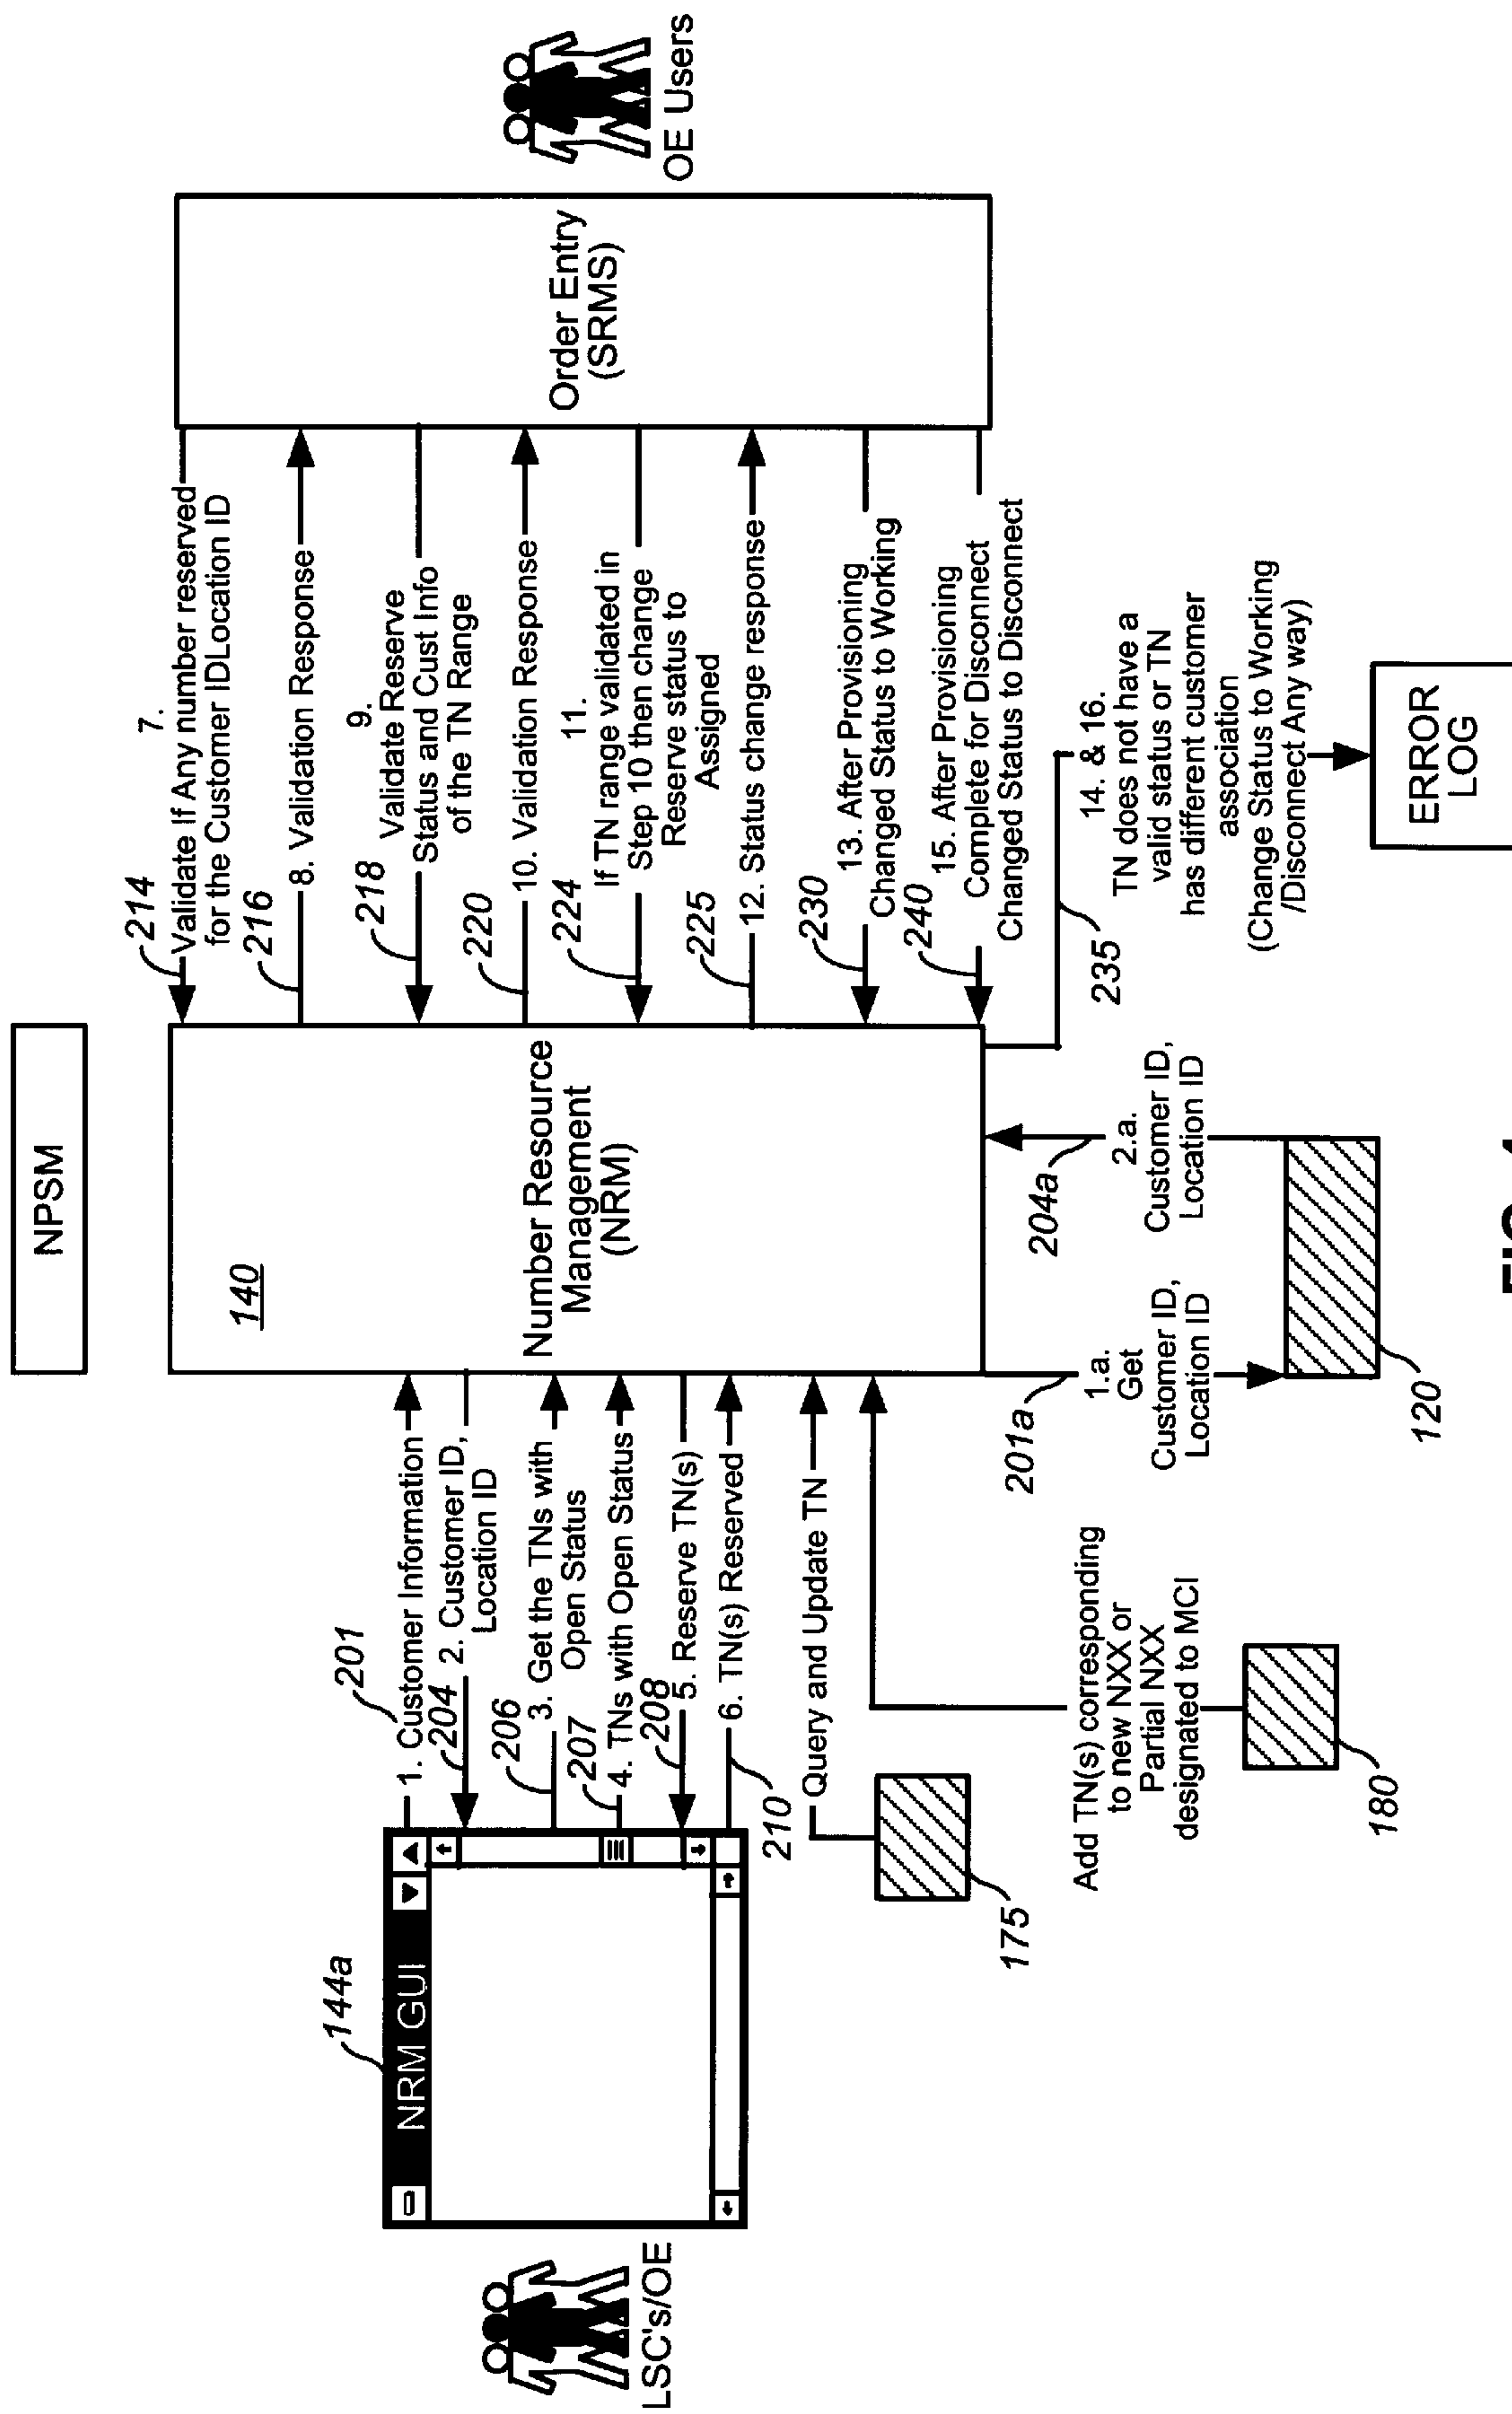 NPSM
LSC's/OE
144a
NRM GUI
201
1. Customer Information
204
2. Customer ID,
Location ID
206
3. Get the TNs with
Open Status
207
4. TNs with Open Status
208
5. Reserve TN(s)
210
6. TN(s) Reserved
Query and Update TN
175
Add TN(s) corresponding
to new NXX or
Partial NXX
designated to MCI
180
140
Number Resource
Management
(NRM)
201a
1.a.
Get
Customer ID,
Location ID
204a
2.a.
Customer ID,
Location ID
120
214
7.
Validate If Any number reserved
for the Customer IDLocation ID
216
8. Validation Response
218
9.
Validate Reserve
Status and Cust Info
of the TN Range
220
10. Validation Response
224
11.
If TN range validated in
Step 10 then change
Reserve status to
Assigned
225
12. Status change response
230
13. After Provisioning
Changed Status to Working
240
15. After Provisioning
Complete for Disconnect
Changed Status to Disconnect
235
14. & 16.
TN does not have a
valid status or TN
has different customer
association
(Change Status to Working
/Disconnect Any way)
ERROR
LOG
Order Entry
(SRMS)
OE Users